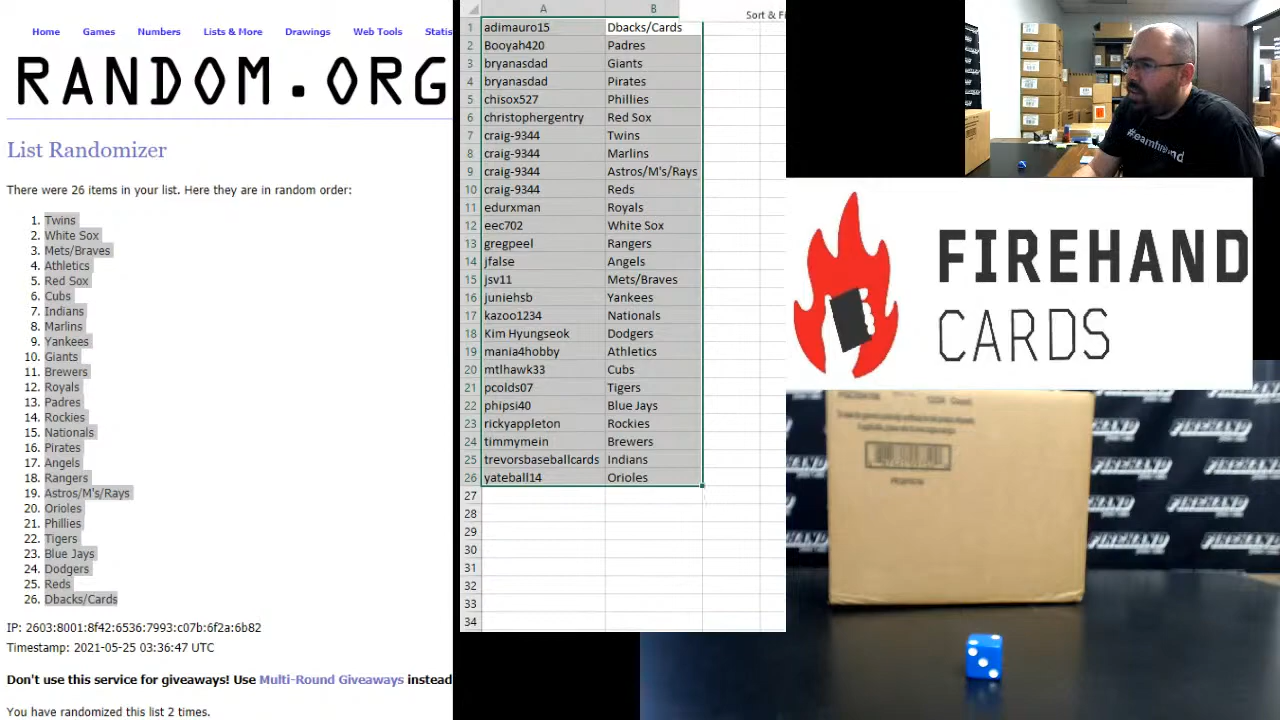 Home Games Numbers Lists & More Drawings Web Tools Statis
RANDOM.ORG
List Randomizer
There were 26 items in your list. Here they are in random order:
1. Twins
2. White Sox
3. Mets/Braves
4. Athletics
5. Red Sox
6. Cubs
7. Indians
8. Marlins
9. Yankees
10. Giants
11. Brewers
12. Royals
13. Padres
14. Rockies
15. Nationals
16. Pirates
17. Angels
18. Rangers
19. Astros/M's/Rays
20. Orioles
21. Phillies
22. Tigers
23. Blue Jays
24. Dodgers
25. Reds
26. Dbacks/Cards
IP: 2603:8001:8f42:6536:7993:c07b:6f2a:6b82
Timestamp: 2021-05-25 03:36:47 UTC
Don't use this service for giveaways! Use Multi-Round Giveaways instead
You have randomized this list 2 times.
Sort & Fi
A B
1 adimauro15 Dbacks/Cards
2 Booyah420 Padres
3 bryanasdad Giants
4 bryanasdad Pirates
5 chisox527 Phillies
6 christophergentry Red Sox
7 craig-9344 Twins
8 craig-9344 Marlins
9 craig-9344 Astros/M's/Rays
10 craig-9344 Reds
11 edurxman Royals
12 eec702 White Sox
13 gregpeel Rangers
14 jfalse Angels
15 jsv11 Mets/Braves
16 juniehsb Yankees
17 kazoo1234 Nationals
18 Kim Hyungseok Dodgers
19 mania4hobby Athletics
20 mtlhawk33 Cubs
21 pcolds07 Tigers
22 phipsi40 Blue Jays
23 rickyappleton Rockies
24 timmymein Brewers
25 trevorsbaseballcards Indians
26 yateball14 Orioles
27
28
29
30
31
32
33
34
#teamfirehand
FIREHAND
CARDS
FIREHAND
FIREHAND
FIREHAND
FIREHAND